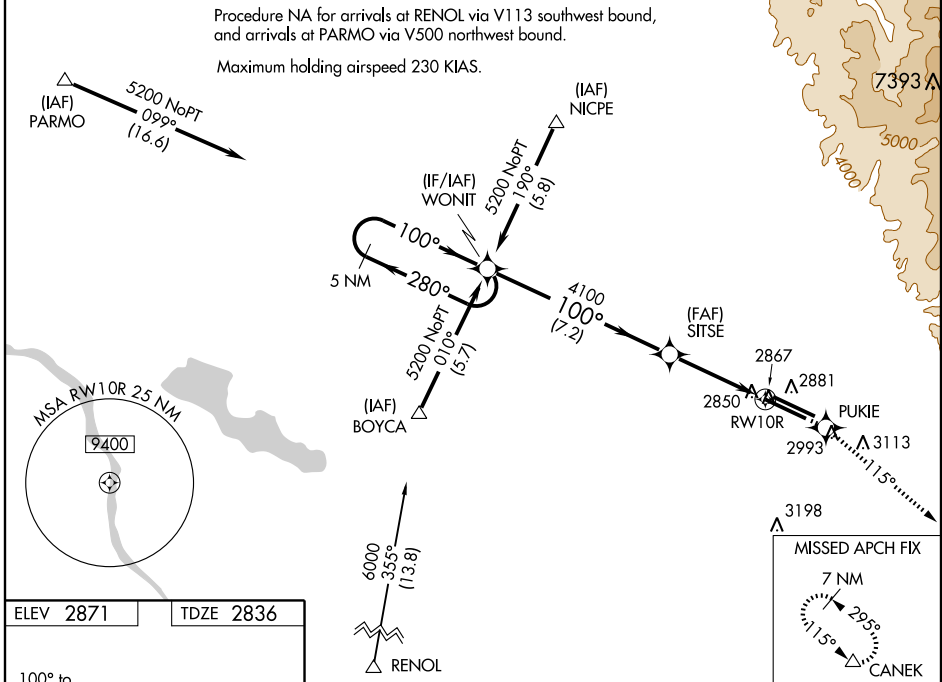 Procedure NA for arrivals at RENOL via V113 southwest bound,
and arrivals at PARMO via V500 northwest bound.
Maximum holding airspeed 230 KIAS.
7393
5000
4000
(IAF)
PARMO
5200 NoPT
099°
(16.6)
(IAF)
NICPE
5200 NoPT
190°
(5.8)
(IF/IAF)
WONIT
100°
280°
5 NM
4100
100°
(7.2)
(FAF)
SITSE
5200 NoPT
010°
(5.7)
(IAF)
BOYCA
2867
2881
2850
RW10R
PUKIE
2993
3113
115°
3198
MSA RW10R 25 NM
9400
6000
355°
(13.8)
RENOL
MISSED APCH FIX
7 NM
295°
115°
CANEK
ELEV 2871
TDZE 2836
100° to